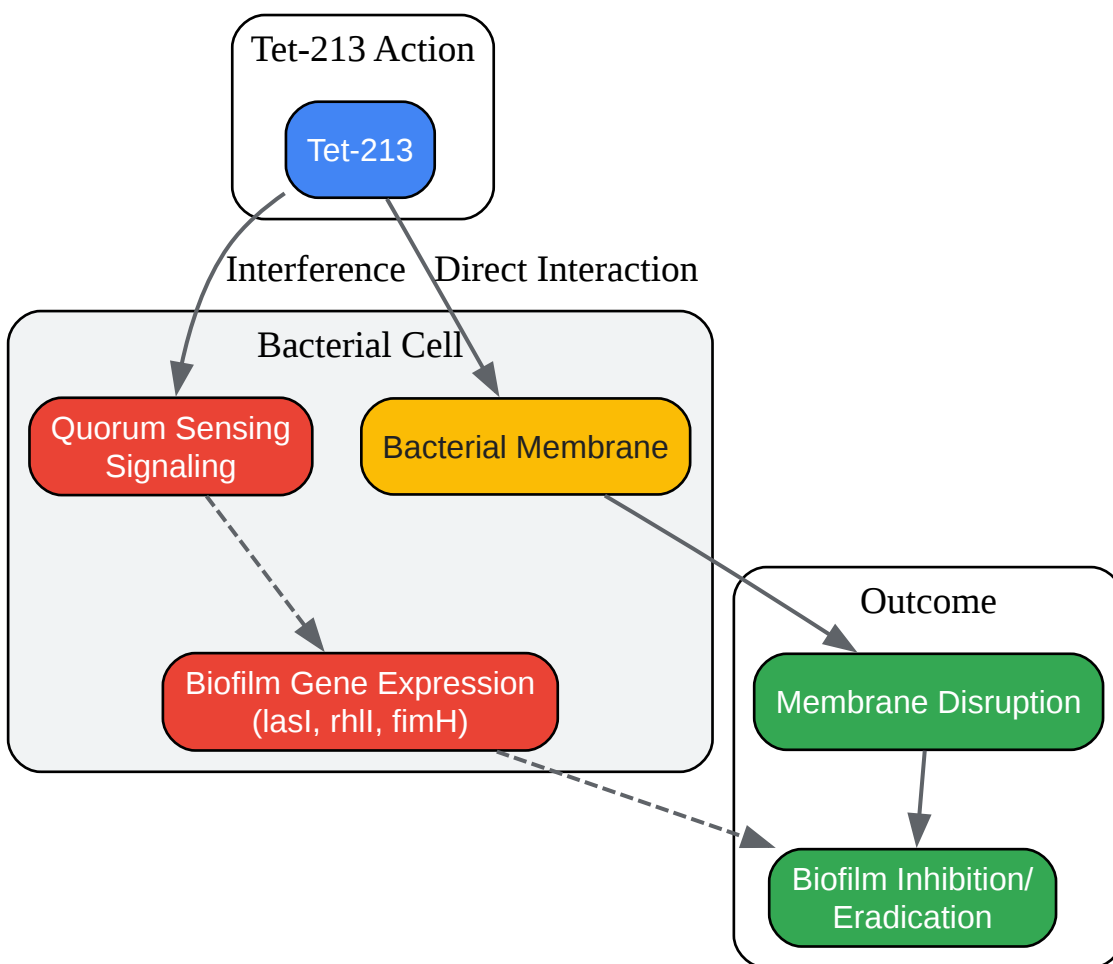 Tet-213 Action
Tet-213
Interference
Direct Interaction
Bacterial Cell
Quorum Sensing
Signaling
Bacterial Membrane
Biofilm Gene Expression
(lasI, rhlI, fimH)
Outcome
Membrane Disruption
Biofilm Inhibition/
Eradication